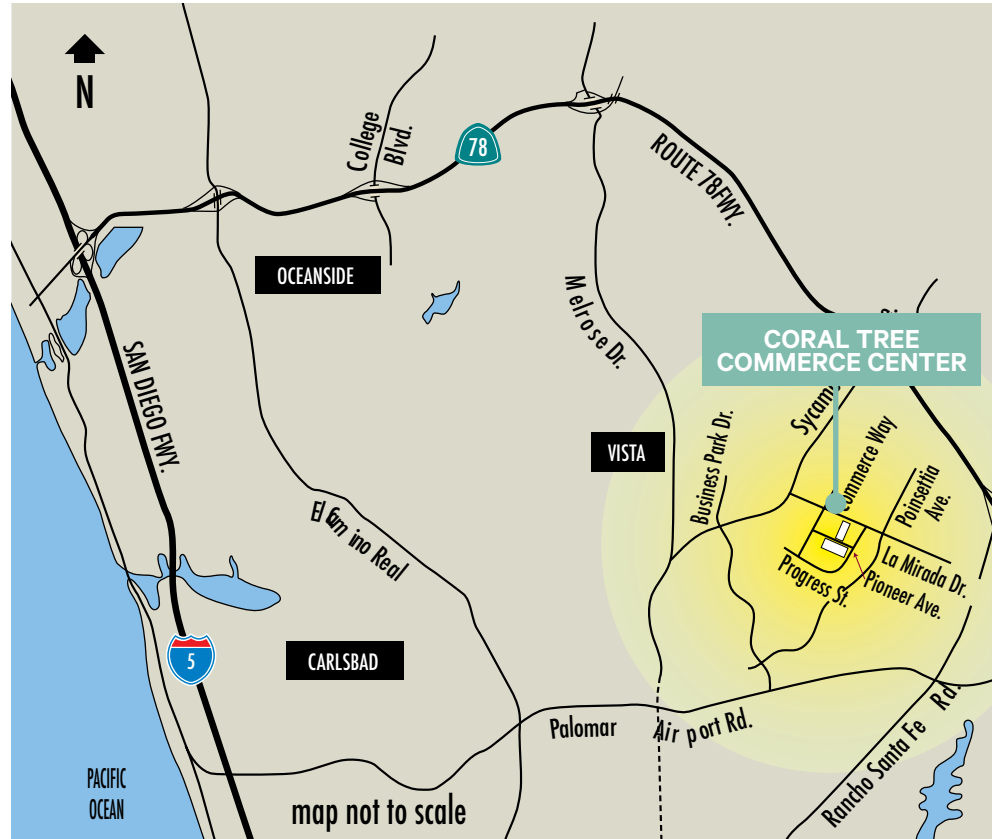 N
College
Blvd.
78
ROUTE 78FWY.
OCEANSIDE
Melrose Dr.
CORAL TREE
COMMERCE CENTER
SAN DIEGO FWY.
VISTA
Business Park Dr.
Commerce Way
Poinsettia
Ave.
El Camino Real
La Mirada Dr.
Progress St.
Pioneer Ave.
5
CARLSBAD
Palomar Airport Rd.
Rancho Santa Fe Rd.
PACIFIC
OCEAN
map not to scale